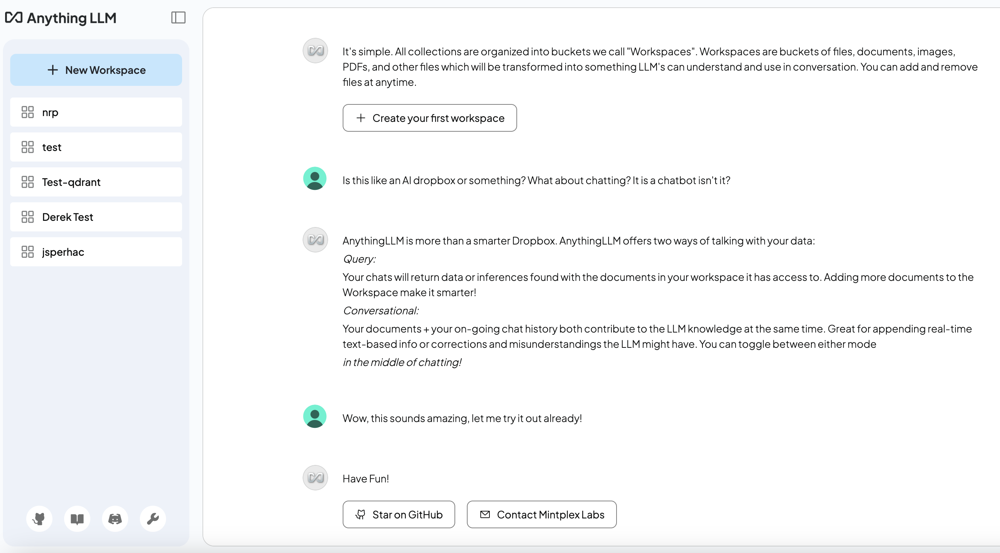 Anything LLM
New Workspace
nrp
test
Test-qdrant
Derek Test
jsperhac
It's simple. All collections are organized into buckets we call "Workspaces". Workspaces are buckets of files, documents, images,
PDFs, and other files which will be transformed into something LLM's can understand and use in conversation. You can add and remove
files at anytime.
Create your first workspace
Is this like an AI dropbox or something? What about chatting? It is a chatbot isn't it?
AnythingLLM is more than a smarter Dropbox. AnythingLLM offers two ways of talking with your data:
Query:
Your chats will return data or inferences found with the documents in your workspace it has access to. Adding more documents to the
Workspace make it smarter!
Conversational:
Your documents + your on-going chat history both contribute to the LLM knowledge at the same time. Great for appending real-time
text-based info or corrections and misunderstandings the LLM might have. You can toggle between either mode
in the middle of chatting!
Wow, this sounds amazing, let me try it out already!
Have Fun!
Star on GitHub
Contact Mintplex Labs